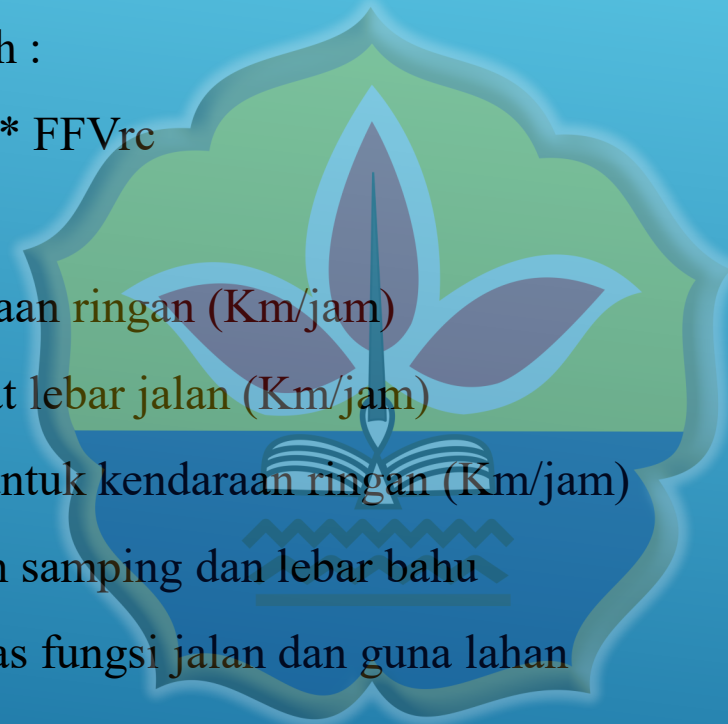 h :
* FFVrc
aan ringan (Km/jam)
t lebar jalan (Km/jam)
ntuk kendaraan ringan (Km/jam)
n samping dan lebar bahu
as fungsi jalan dan guna lahan